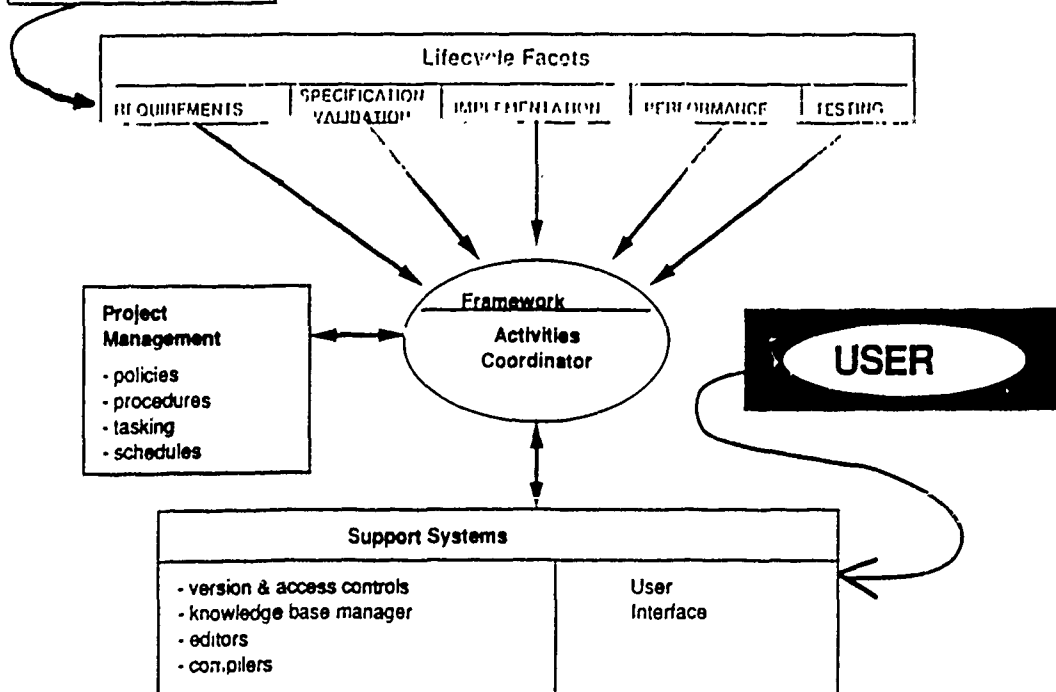 Lifecycle Facets
REQUIREMENTS
SPECIFICATION
VALIDATION
IMPLEMENTATION
PERFORMANCE
TESTING
Framework
Activities
Coordinator
Project
Management
- policies
- procedures
- tasking
- schedules
USER
Support Systems
- version & access controls
- knowledge base manager
- editors
- compilers
User
Interface